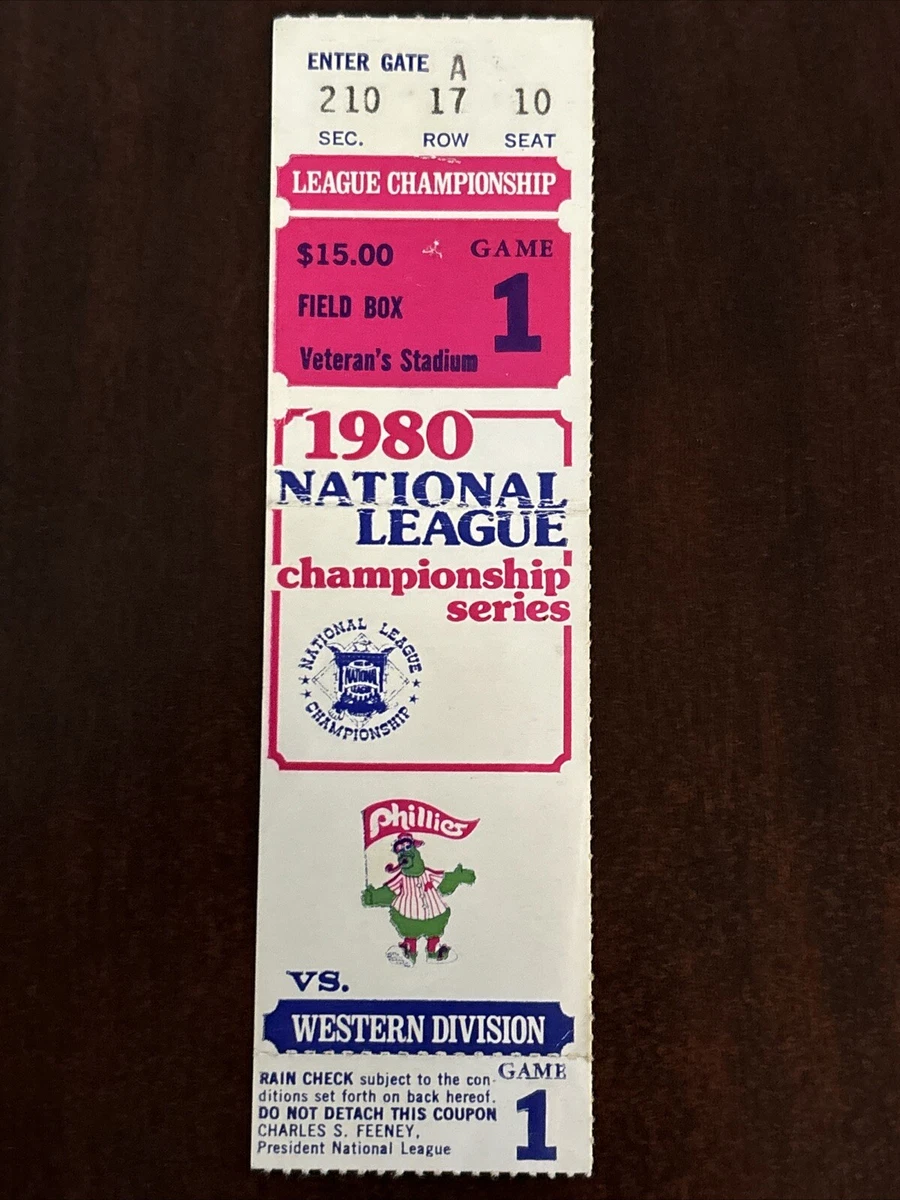 ENTER GATE A
210 17 10
SEC. ROW SEAT
LEAGUE CHAMPIONSHIP
$15.00 GAME
FIELD BOX 1
Veteran's Stadium
1980
NATIONAL
LEAGUE
championship
series
NATIONAL LEAGUE
NATIONAL
LEAGUE
CHAMPIONSHIP
Phillies
VS.
WESTERN DIVISION
RAIN CHECK subject to the con-
ditions set forth on back hereof.
DO NOT DETACH THIS COUPON
CHARLES S. FEENEY,
President National League
GAME
1